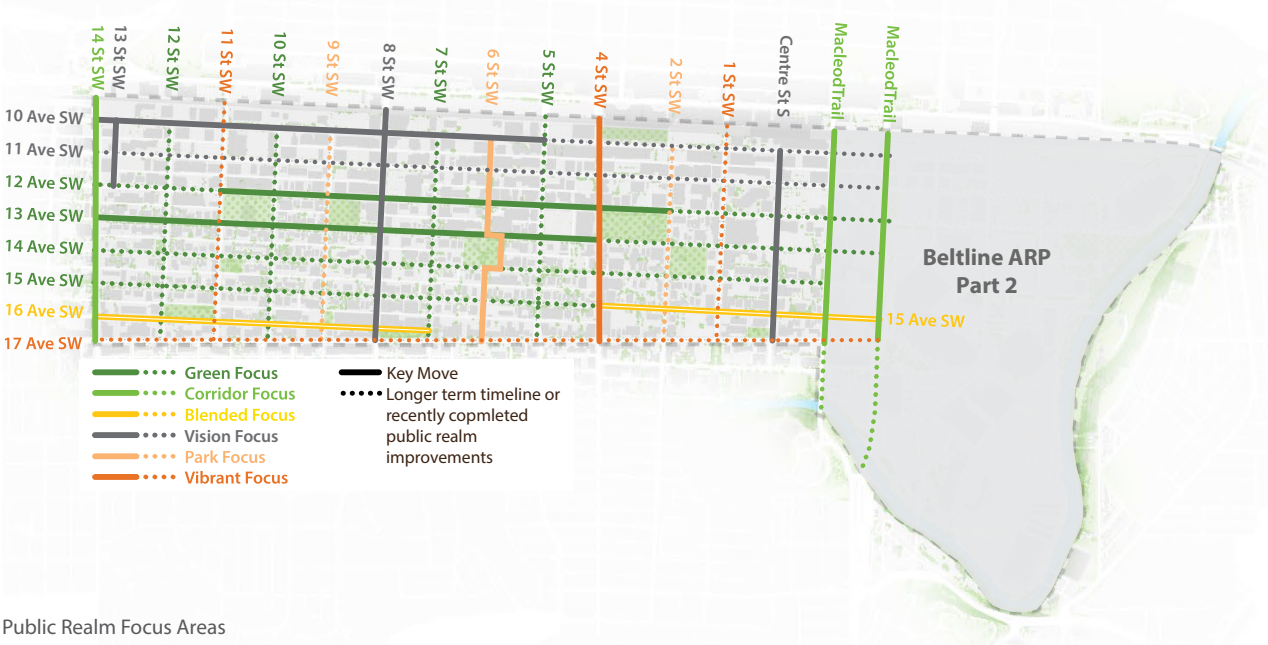 14 St SW
13 St SW
12 St SW
11 St SW
10 St SW
9 St SW
8 St SW
7 St SW
6 St SW
5 St SW
4 St SW
2 St SW
1 St SW
Centre St S
MacleodTrail
MacleodTrail
10 Ave SW
11 Ave SW
12 Ave SW
13 Ave SW
14 Ave SW
15 Ave SW
16 Ave SW
17 Ave SW
15 Ave SW
Beltline ARP
Part 2
Green Focus
Corridor Focus
Blended Focus
Vision Focus
Park Focus
Vibrant Focus
Key Move
Longer term timeline or
recently copmleted
public realm
improvements
Public Realm Focus Areas